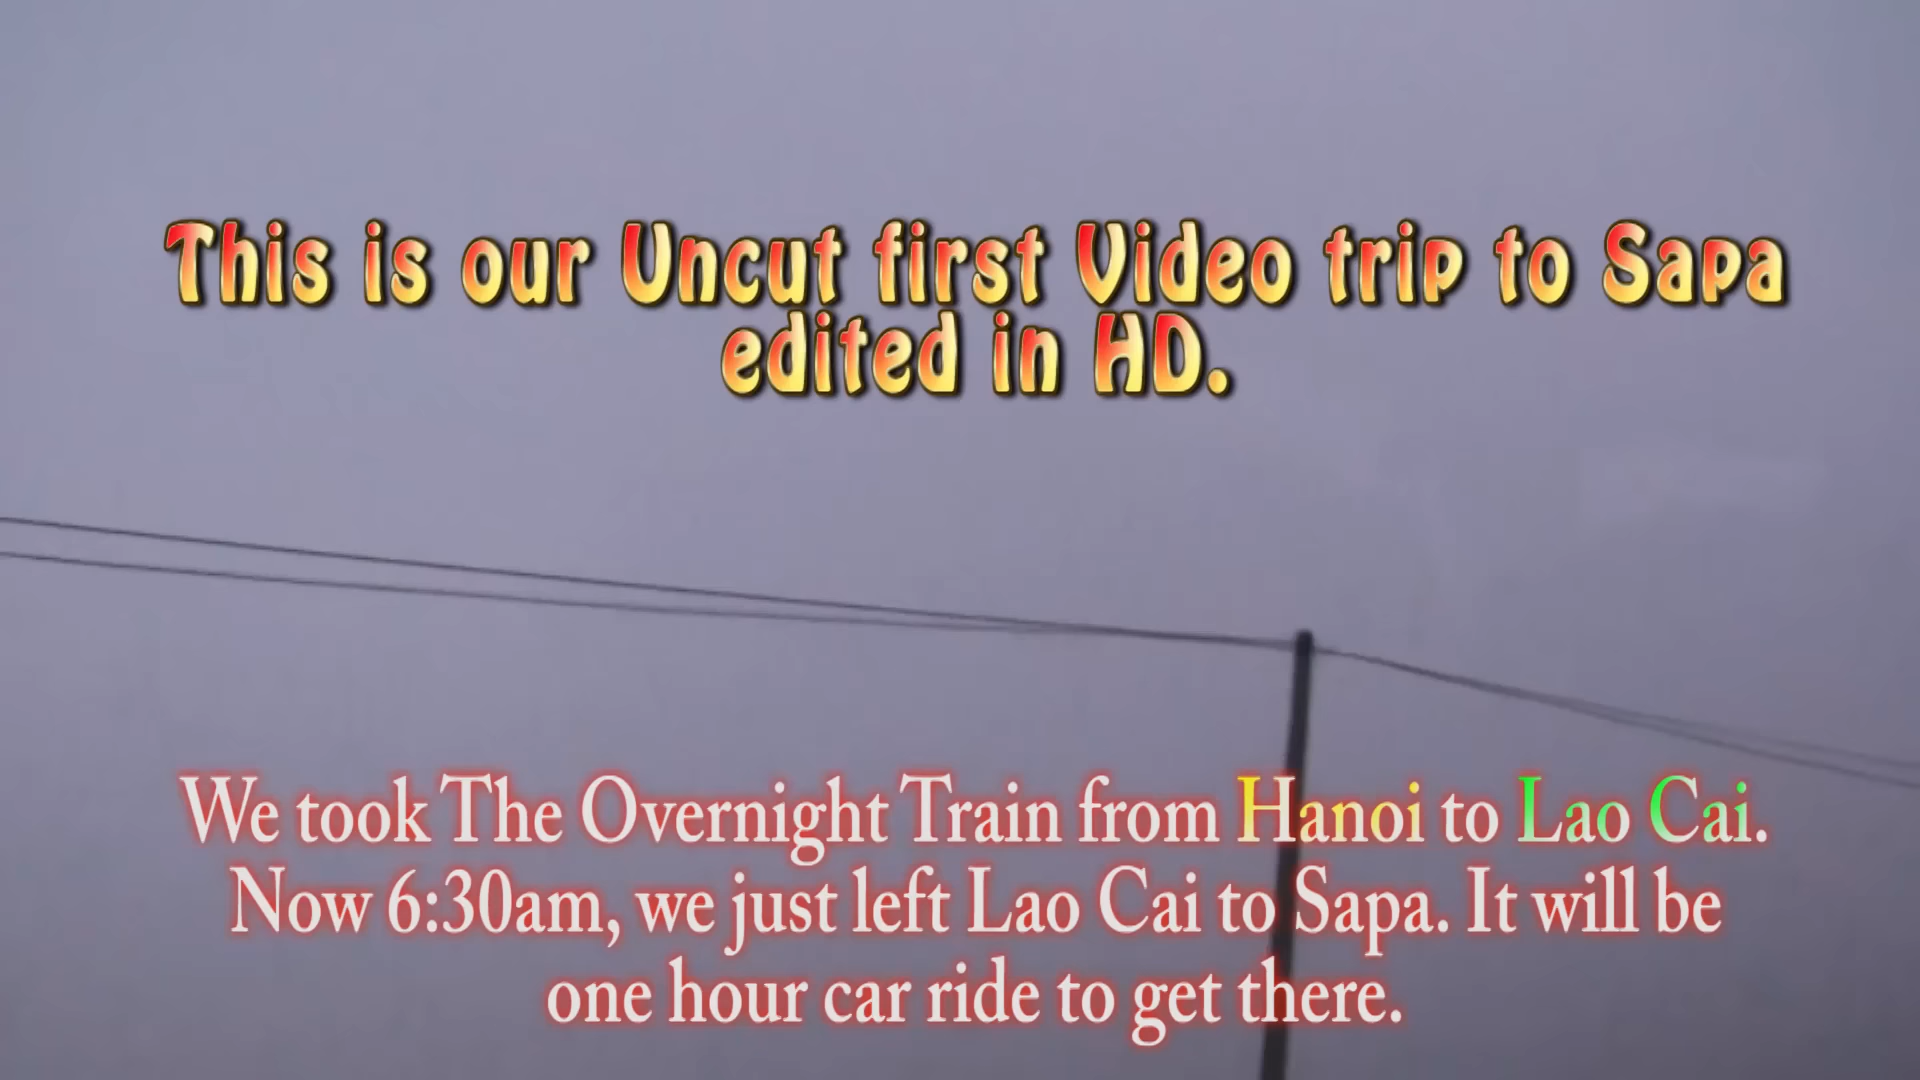 This is our Uncut first Video trip to Sapa
edited in HD.
We took The Overnight Train from Hanoi to Lao Cai.
Now 6:30am, we just left Lao Cai to Sapa. It will be
one hour car ride to get there.